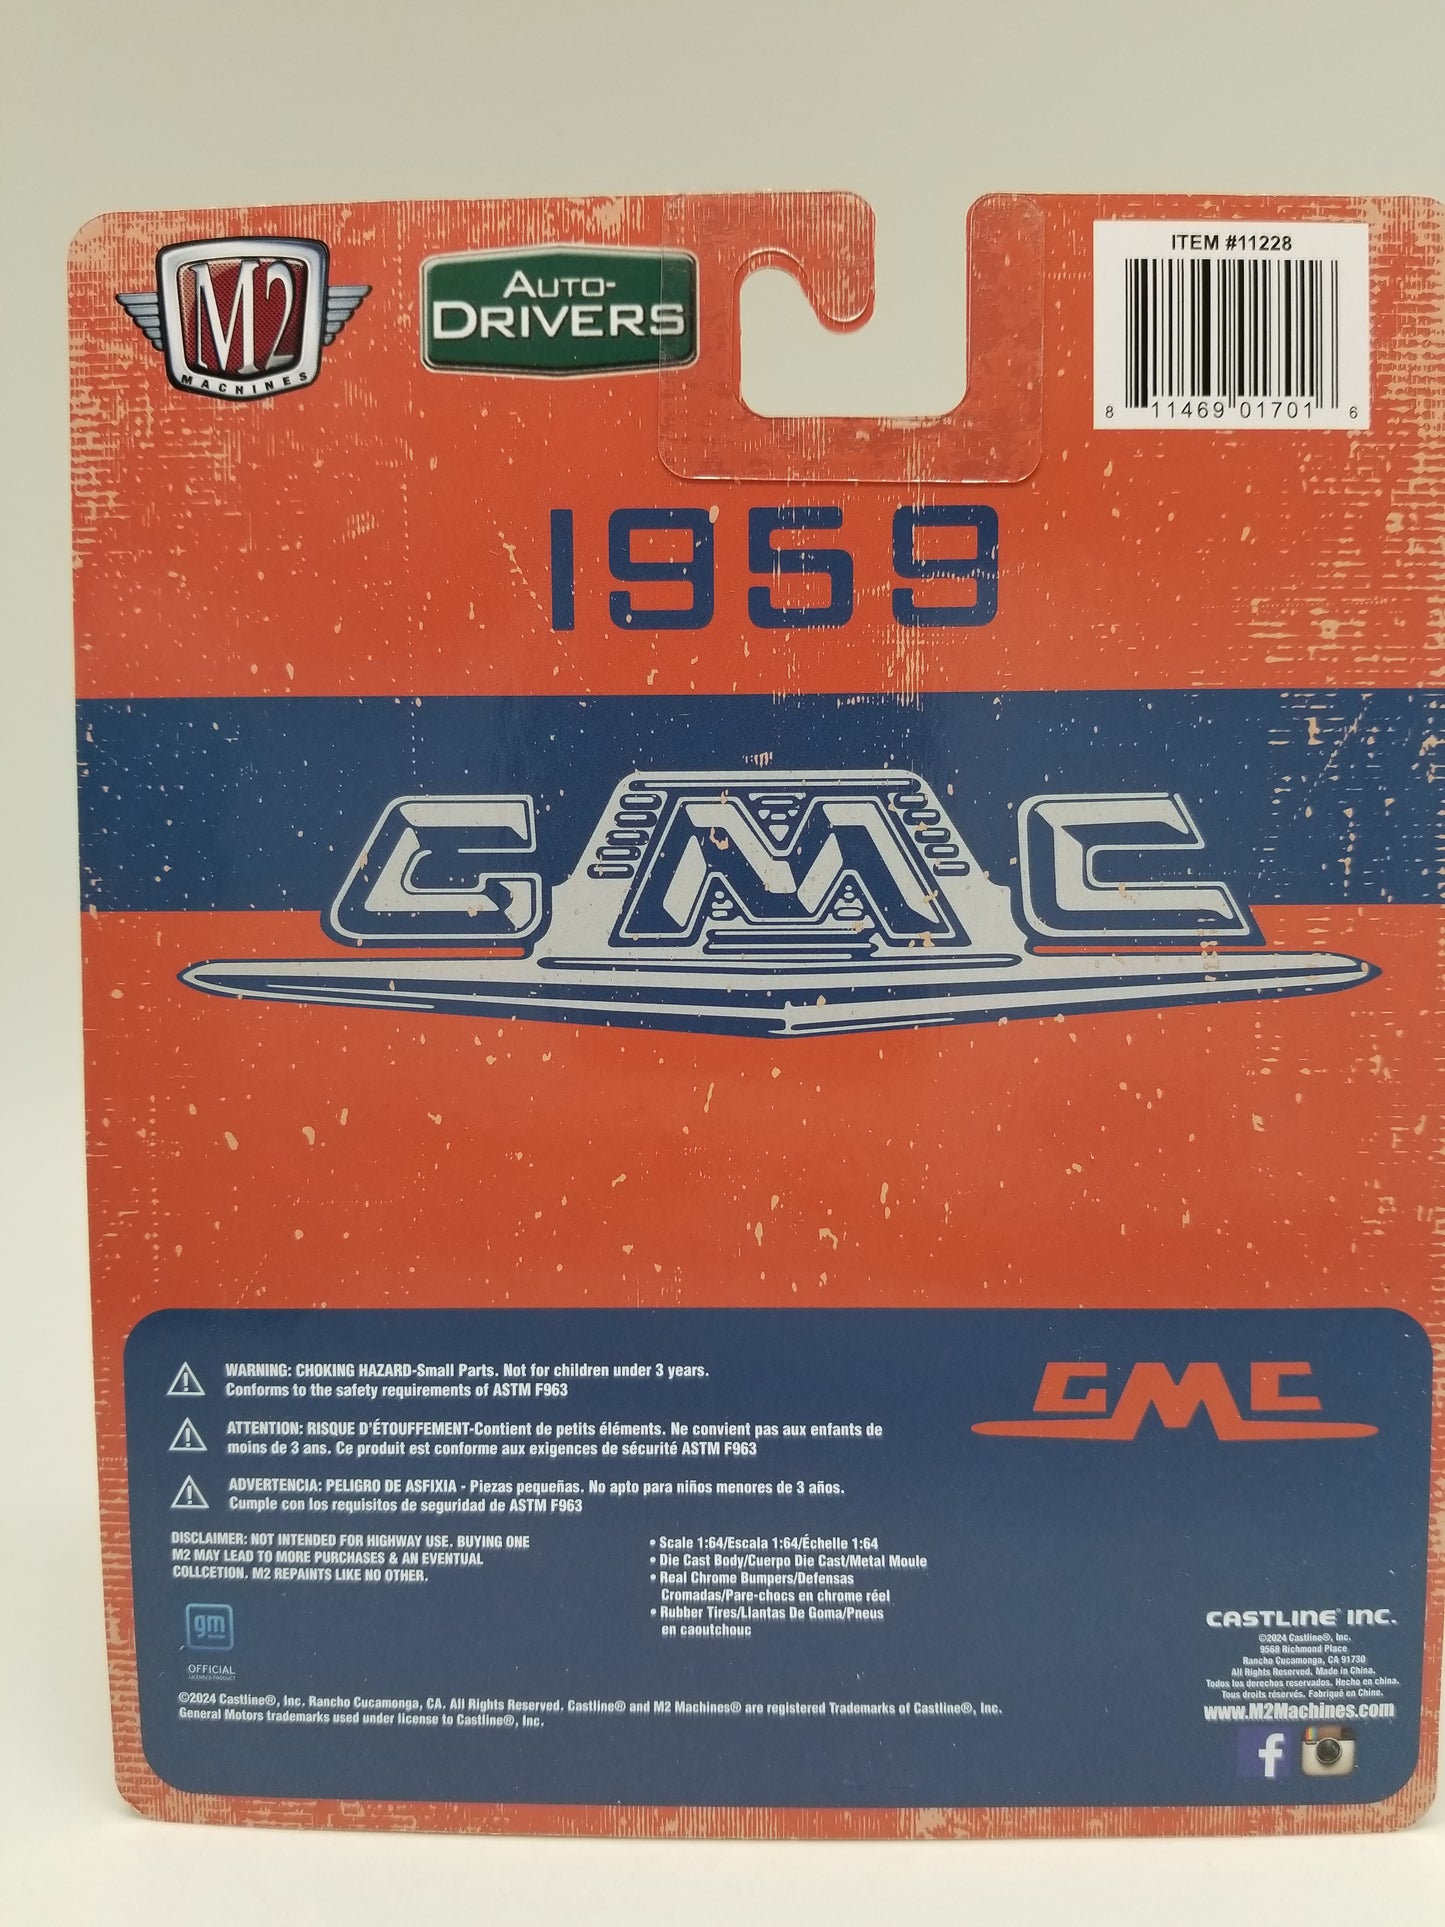 M2
MACHINES
AUTO-
DRIVERS
ITEM #11228
8 11469 01701 6
1959
GMC
WARNING: CHOKING HAZARD-Small Parts. Not for children under 3 years.
Conforms to the safety requirements of ASTM F963
ATTENTION: RISQUE D'ÉTOUFFEMENT-Contient de petits éléments. Ne convient pas aux enfants de
moins de 3 ans. Ce produit est conforme aux exigences de sécurité ASTM F963
ADVERTENCIA: PELIGRO DE ASFIXIA - Piezas pequeñas. No apto para niños menores de 3 años.
Cumple con los requisitos de seguridad de ASTM F963
GMC
DISCLAIMER: NOT INTENDED FOR HIGHWAY USE. BUYING ONE
M2 MAY LEAD TO MORE PURCHASES & AN EVENTUAL
COLLCETION. M2 REPAINTS LIKE NO OTHER.
• Scale 1:64/Escala 1:64/Échelle 1:64
• Die Cast Body/Cuerpo Die Cast/Metal Moule
• Real Chrome Bumpers/Defensas
Cromadas/Pare-chocs en chrome réel
• Rubber Tires/Llantas De Goma/Pneus
en caoutchouc
gm
OFFICIAL
LICENSED PRODUCT
©2024 Castline®, Inc. Rancho Cucamonga, CA. All Rights Reserved. Castline® and M2 Machines® are registered Trademarks of Castline®, Inc.
General Motors trademarks used under license to Castline®, Inc.
CASTLINE® INC.
©2024 Castline®, Inc.
9568 Richmond Place
Rancho Cucamonga, CA 91730
All Rights Reserved. Made in China.
Todos los derechos reservados. Hecho en china.
Tous droits réservés. Fabriqué en Chine.
www.M2Machines.com
f